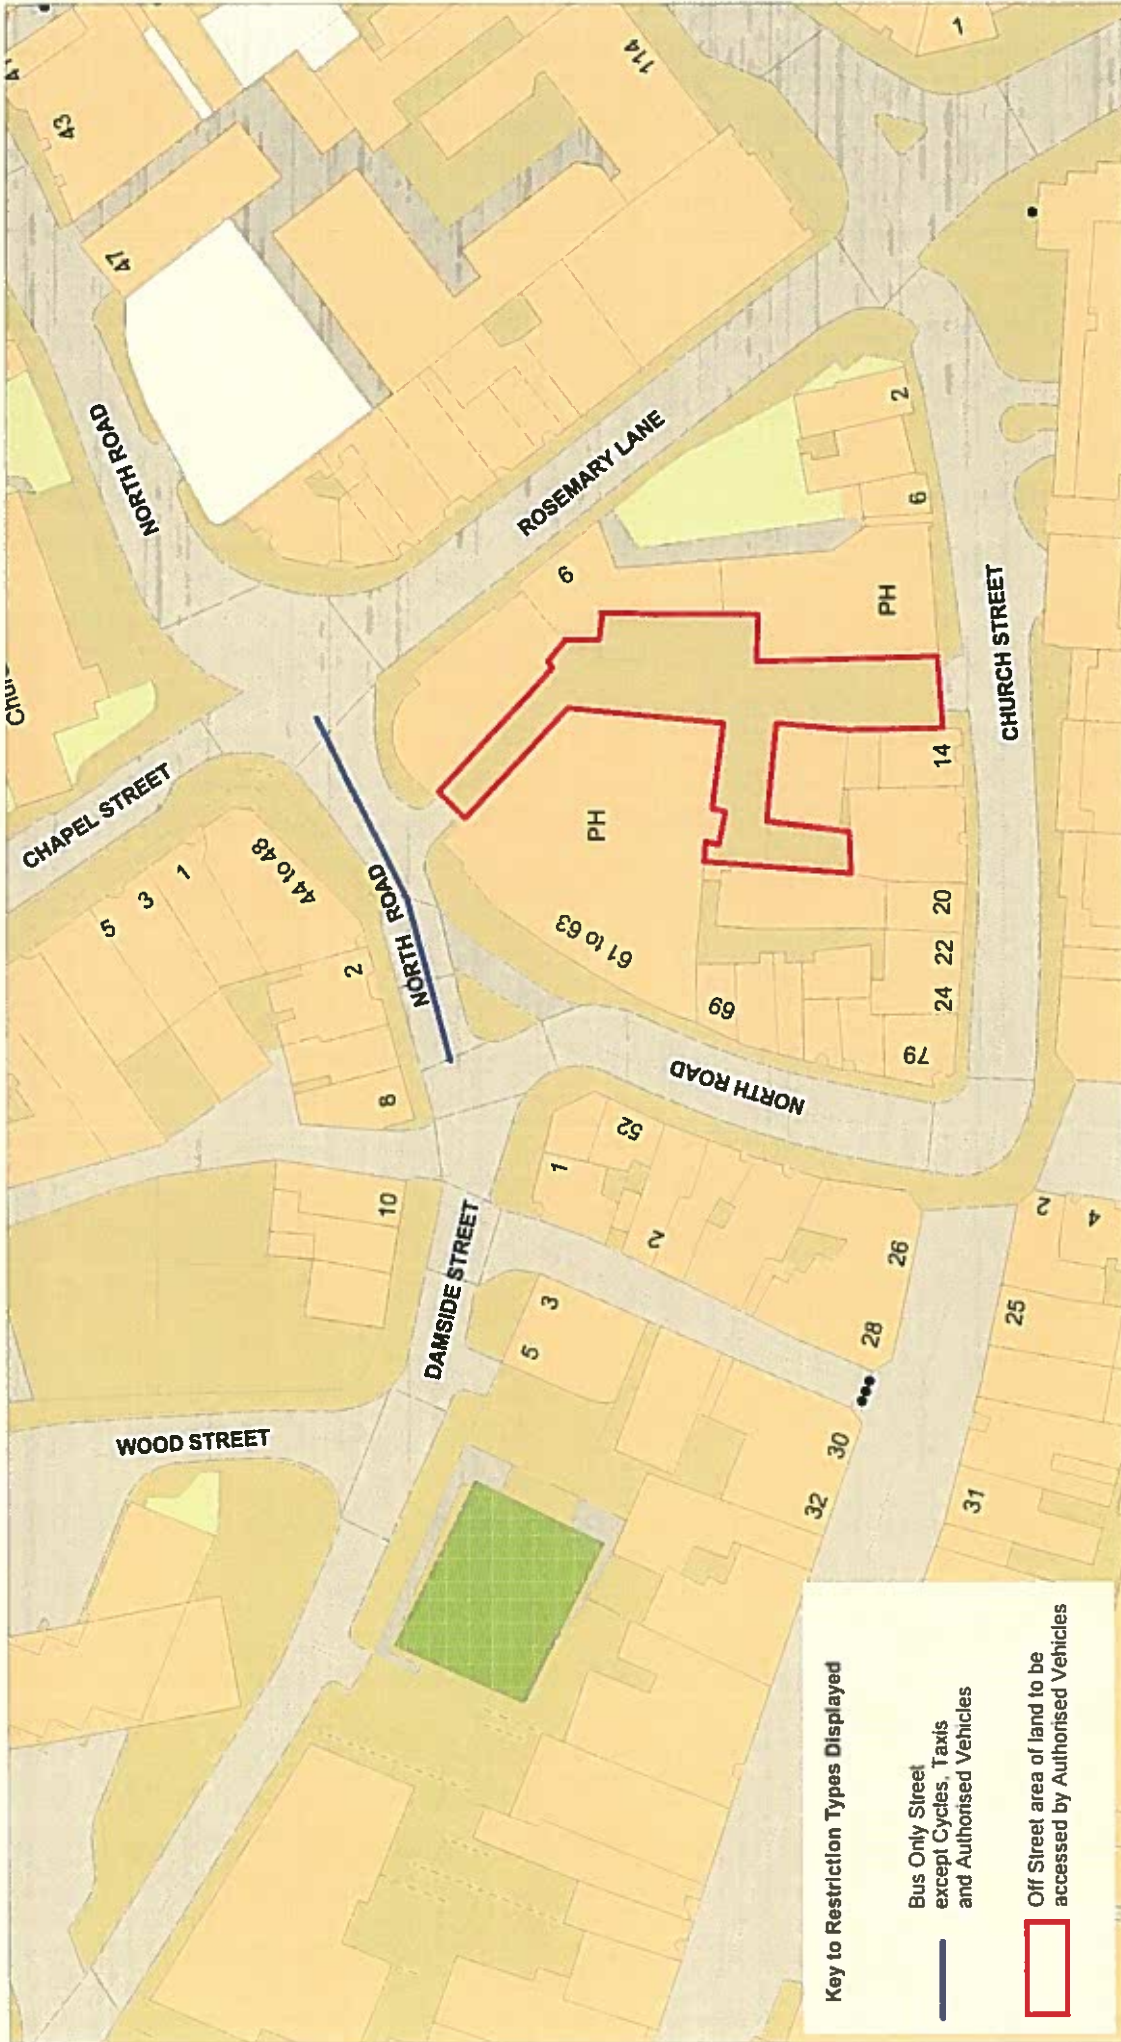 43
47
CHAPEL STREET
NORTH ROAD
5
3
1
WOOD STREET
44 to 48
2
8
10
NORTH ROAD
DAMSIDE STREET
5
3
1
6
ROSEMARY LANE
PH
61 to 63
52
114
2
69
NORTH ROAD
32
30
28
26
79
24
22
20
14
PH
6
2
1
CHURCH STREET
31
25
2
4
Key to Restriction Types Displayed
Bus Only Street
except Cycles, Taxis
and Authorised Vehicles
Off Street area of land to be
accessed by Authorised Vehicles